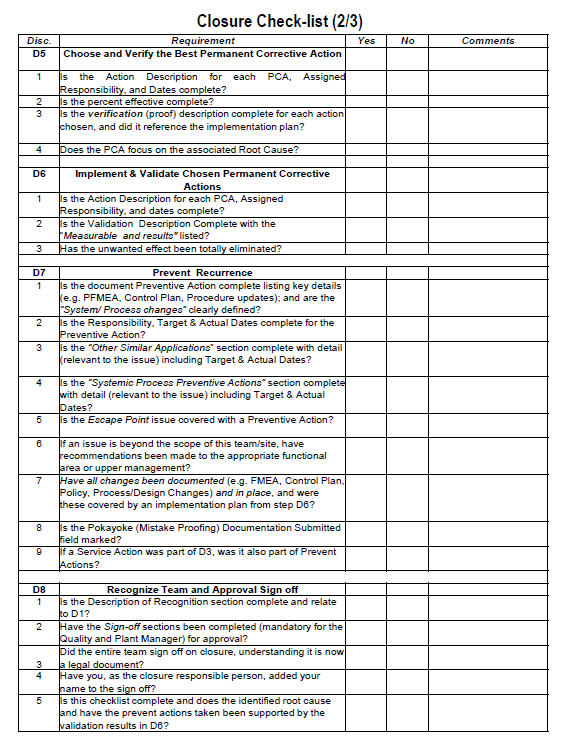 Closure Check-list (2/3)
Disc. Requirement Yes No Comments
D5 Choose and Verify the Best Permanent Corrective Action
1 Is the Action Description for each PCA, Assigned
Responsibility, and Dates complete?
2 Is the percent effective complete?
3 Is the verification (proof) description complete for each action
chosen, and did it reference the implementation plan?
4 Does the PCA focus on the associated Root Cause?
D6 Implement & Validate Chosen Permanent Corrective
Actions
1 Is the Action Description for each PCA, Assigned
Responsibility, and dates complete?
2 Is the Validation Description Complete with the
"Measurable and results" listed?
3 Has the unwanted effect been totally eliminated?
D7 Prevent Recurrence
1 Is the document Preventive Action complete listing key details
(e.g. PFMEA, Control Plan, Procedure updates); and are the
"System/ Process changes" clearly defined?
2 Is the Responsibility, Target & Actual Dates complete for the
Preventive Action?
3 Is the "Other Similar Applications" section complete with detail
(relevant to the issue) including Target & Actual Dates?
4 Is the "Systemic Process Preventive Actions" section complete
with detail (relevant to the issue) including Target & Actual
Dates?
5 Is the Escape Point issue covered with a Preventive Action?
6 If an issue is beyond the scope of this team/site, have
recommendations been made to the appropriate functional
area or upper management?
7 Have all changes been documented (e.g. FMEA, Control Plan,
Policy, Process/Design Changes) and in place, and were
these covered by an implementation plan from step D6?
8 Is the Pokayoke (Mistake Proofing) Documentation Submitted
field marked?
9 If a Service Action was part of D3, was it also part of Prevent
Actions?
D8 Recognize Team and Approval Sign off
1 Is the Description of Recognition section complete and relate
to D1?
2 Have the Sign-off sections been completed (mandatory for the
Quality and Plant Manager) for approval?
Did the entire team sign off on closure, understanding it is now
3 a legal document?
4 Have you, as the closure responsible person, added your
name to the sign off?
5 Is this checklist complete and does the identified root cause
and have the prevent actions taken been supported by the
validation results in D6?